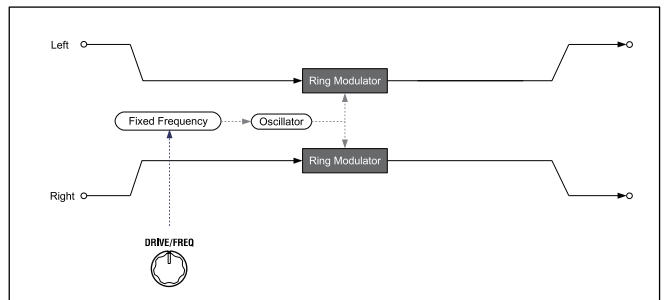 Left
Ring Modulator
Fixed Frequency
Oscillator
Ring Modulator
Right
DRIVE/FREQ